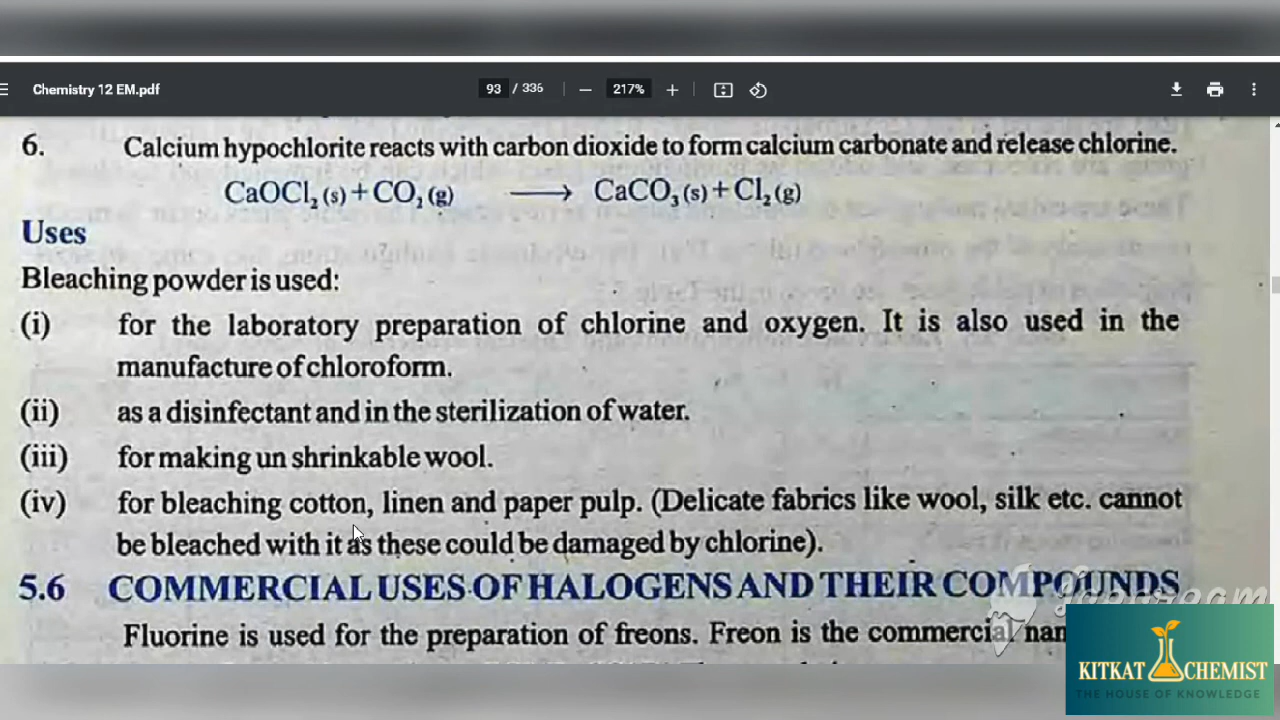 Chemistry 12 EM.pdf
93 / 336
217%
6. Calcium hypochlorite reacts with carbon dioxide to form calcium carbonate and release chlorine.
CaOCl₂ (s) + CO₂ (g) ⟶ CaCO₃ (s) + Cl₂ (g)
Uses
Bleaching powder is used:
(i) for the laboratory preparation of chlorine and oxygen. It is also used in the
manufacture of chloroform.
(ii) as a disinfectant and in the sterilization of water.
(iii) for making un shrinkable wool.
(iv) for bleaching cotton, linen and paper pulp. (Delicate fabrics like wool, silk etc. cannot
be bleached with it as these could be damaged by chlorine).
5.6 COMMERCIAL USES OF HALOGENS AND THEIR COMPOUNDS
Fluorine is used for the preparation of freons. Freon is the commercial
KITKAT CHEMIST
THE HOUSE OF KNOWLEDGE